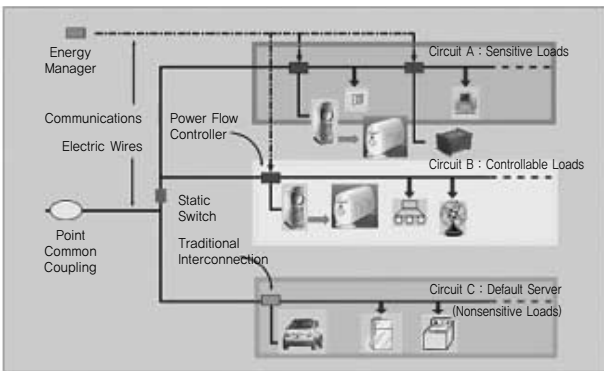 Energy
Manager
Circuit A : Sensitive Loads
Communications
Electric Wires
Power Flow
Controller
Circuit B : Controllable Loads
Static
Switch
Point
Common
Coupling
Traditional
Interconnection
Circuit C : Default Server
(Nonsensitive Loads)